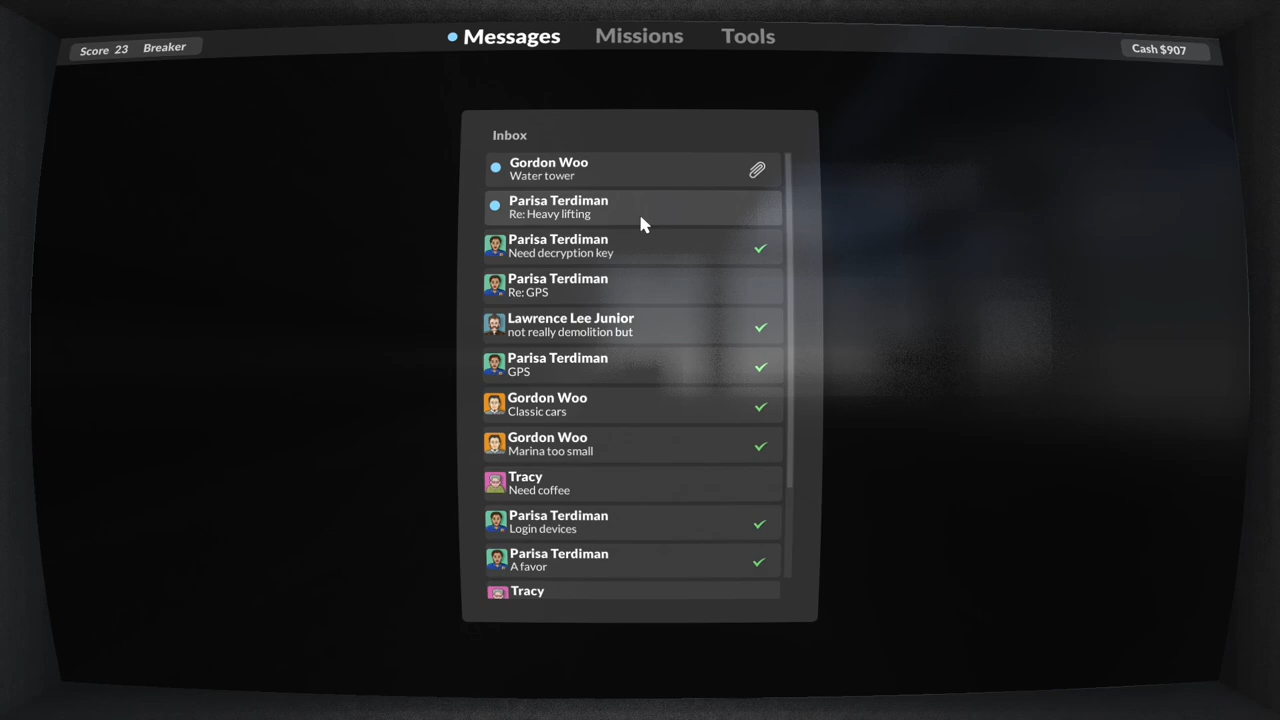 Score 23 Breaker
Messages Missions Tools
Cash $907
Inbox
Gordon Woo
Water tower
Parisa Terdiman
Re: Heavy lifting
Parisa Terdiman
Need decryption key
Parisa Terdiman
Re: GPS
Lawrence Lee Junior
not really demolition but
Parisa Terdiman
GPS
Gordon Woo
Classic cars
Gordon Woo
Marina too small
Tracy
Need coffee
Parisa Terdiman
Login devices
Parisa Terdiman
A favor
Tracy